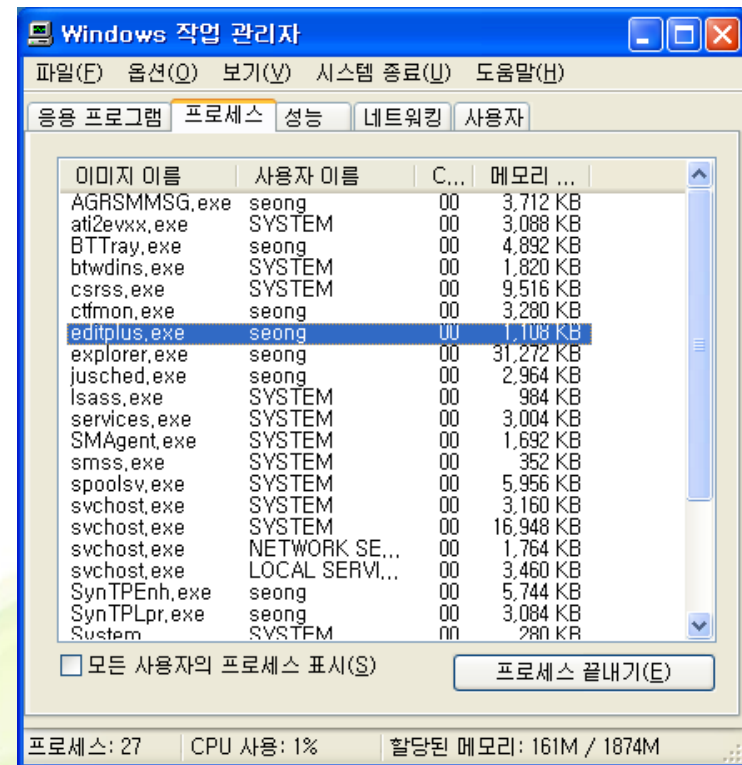 Windows 작업 관리자
파일(F) 옵션(O) 보기(V) 시스템 종료(U) 도움말(H)
응용 프로그램 프로세스 성능 네트워킹 사용자
이미지 이름 사용자 이름 C... 메모리 ...
AGRSMMSG.exe seong 00 3,712 KB
ati2evxx.exe SYSTEM 00 3,088 KB
BTTray.exe seong 00 4,892 KB
btwdins.exe SYSTEM 00 1,820 KB
csrss.exe SYSTEM 00 9,516 KB
ctfmon.exe seong 00 3,280 KB
editplus.exe seong 00 1,108 KB
explorer.exe seong 00 31,272 KB
jusched.exe seong 00 2,964 KB
lsass.exe SYSTEM 00 984 KB
services.exe SYSTEM 00 3,004 KB
SMAgent.exe SYSTEM 00 1,692 KB
smss.exe SYSTEM 00 352 KB
spoolsv.exe SYSTEM 00 5,956 KB
svchost.exe SYSTEM 00 3,160 KB
svchost.exe SYSTEM 00 16,948 KB
svchost.exe NETWORK SE... 00 1,764 KB
svchost.exe LOCAL SERVI... 00 3,460 KB
SynTPEnh.exe seong 00 5,744 KB
SynTPLpr.exe seong 00 3,084 KB
System SYSTEM 00 280 KB
모든 사용자의 프로세스 표시(S) 프로세스 끝내기(E)
프로세스: 27 CPU 사용: 1% 할당된 메모리: 161M / 1874M